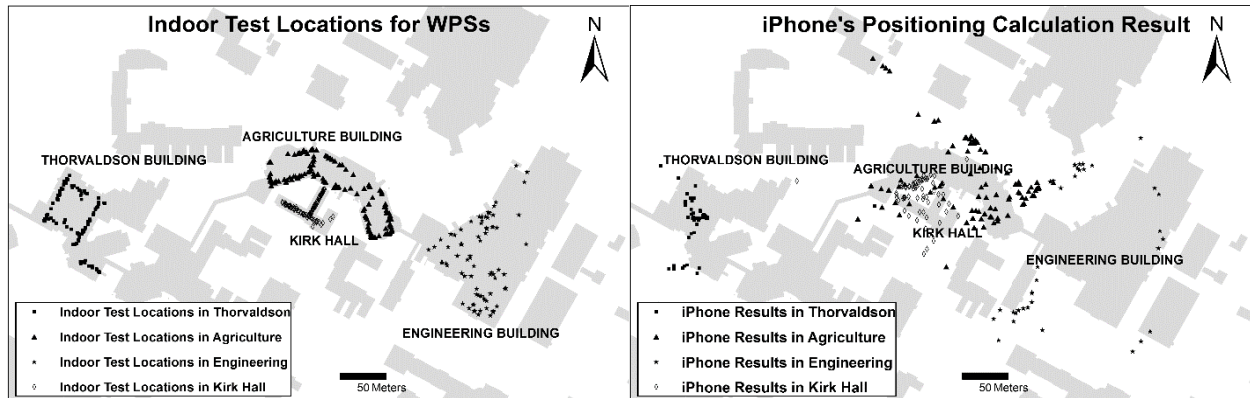 Indoor Test Locations for WPSs
N
AGRICULTURE BUILDING
THORVALDSON BUILDING
KIRK HALL
ENGINEERING BUILDING
Indoor Test Locations in Thorvaldson
Indoor Test Locations in Agriculture
Indoor Test Locations in Engineering
Indoor Test Locations in Kirk Hall
50 Meters
iPhone's Positioning Calculation Result
N
THORVALDSON BUILDING
AGRICULTURE BUILDING
KIRK HALL
ENGINEERING BUILDING
iPhone Results in Thorvaldson
iPhone Results in Agriculture
iPhone Results in Engineering
iPhone Results in Kirk Hall
50 Meters